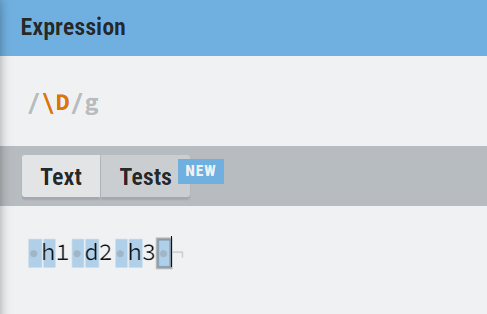 Expression
/\D/g
Text Tests NEW
·h1·d2·h3·¬